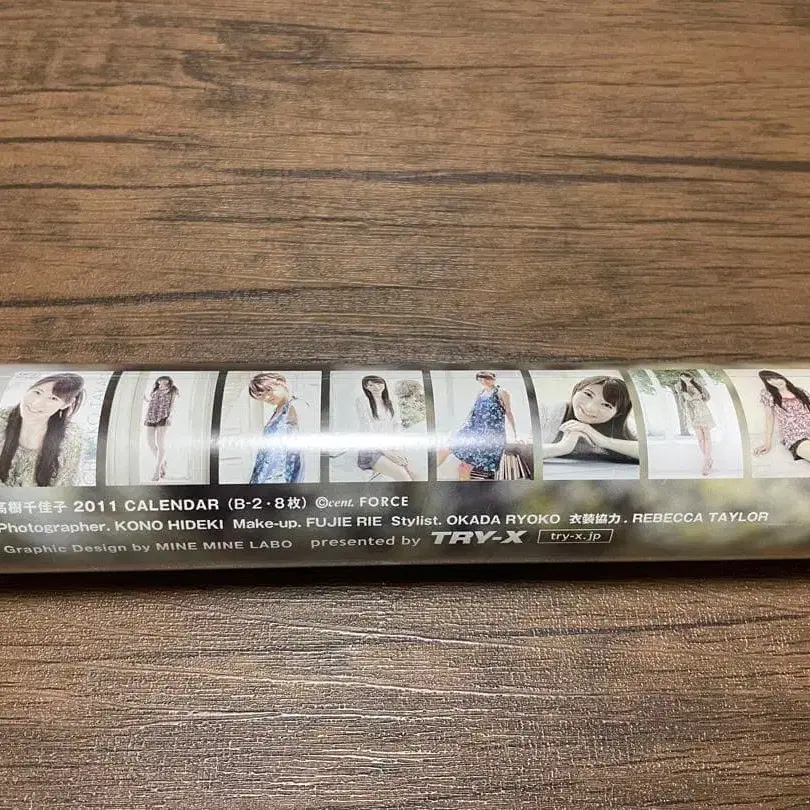 高樹千佳子 2011 CALENDAR（B-2・8枚）©cent. FORCE
Photographer. KONO HIDEKI Make-up. FUJIE RIE Stylist. OKADA RYOKO 衣装協力. REBECCA TAYLOR
Graphic Design by MINE MINE LABO presented by TRY-X try-x.jp